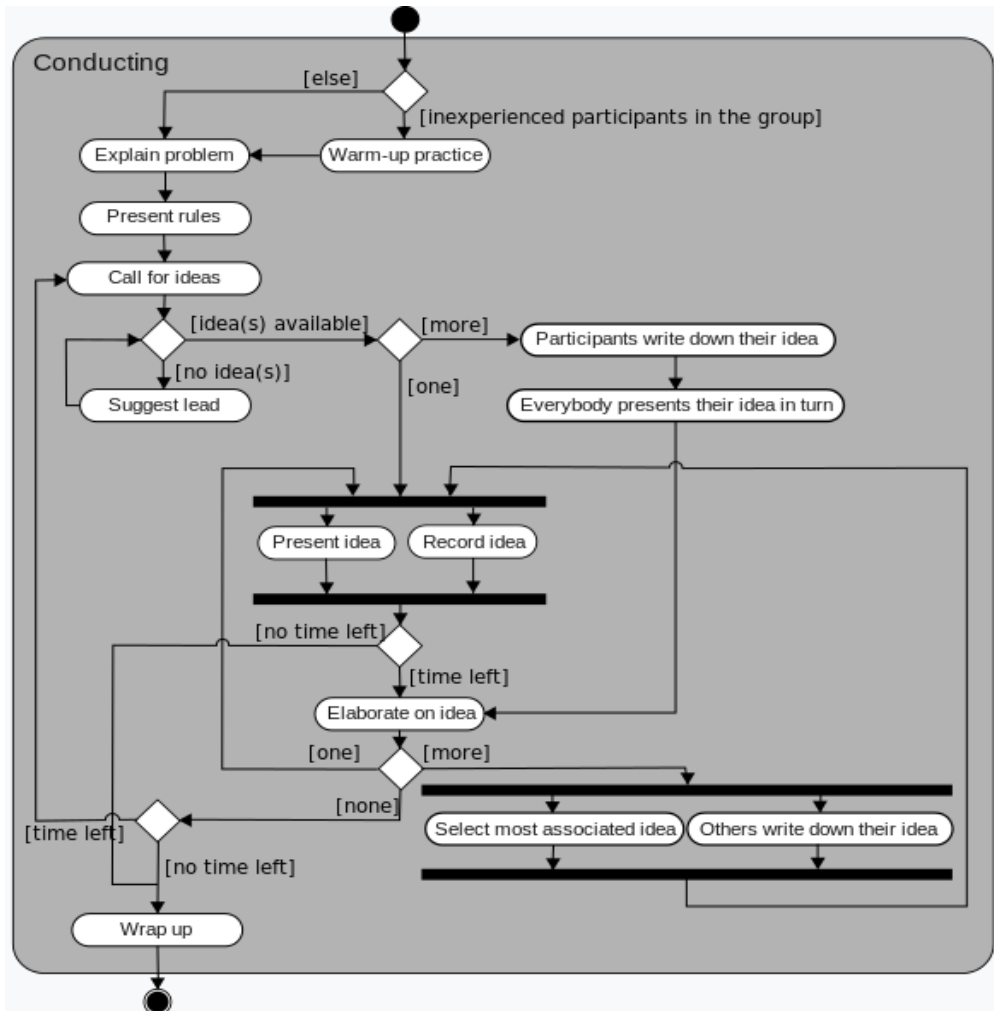 Conducting
[else]
[inexperienced participants in the group]
Explain problem
Warm-up practice
Present rules
Call for ideas
[idea(s) available]
[more]
Participants write down their idea
[no idea(s)]
[one]
Suggest lead
Everybody presents their idea in turn
Present idea
Record idea
[no time left]
[time left]
Elaborate on idea
[one]
[more]
[none]
[time left]
Select most associated idea
Others write down their idea
[no time left]
Wrap up